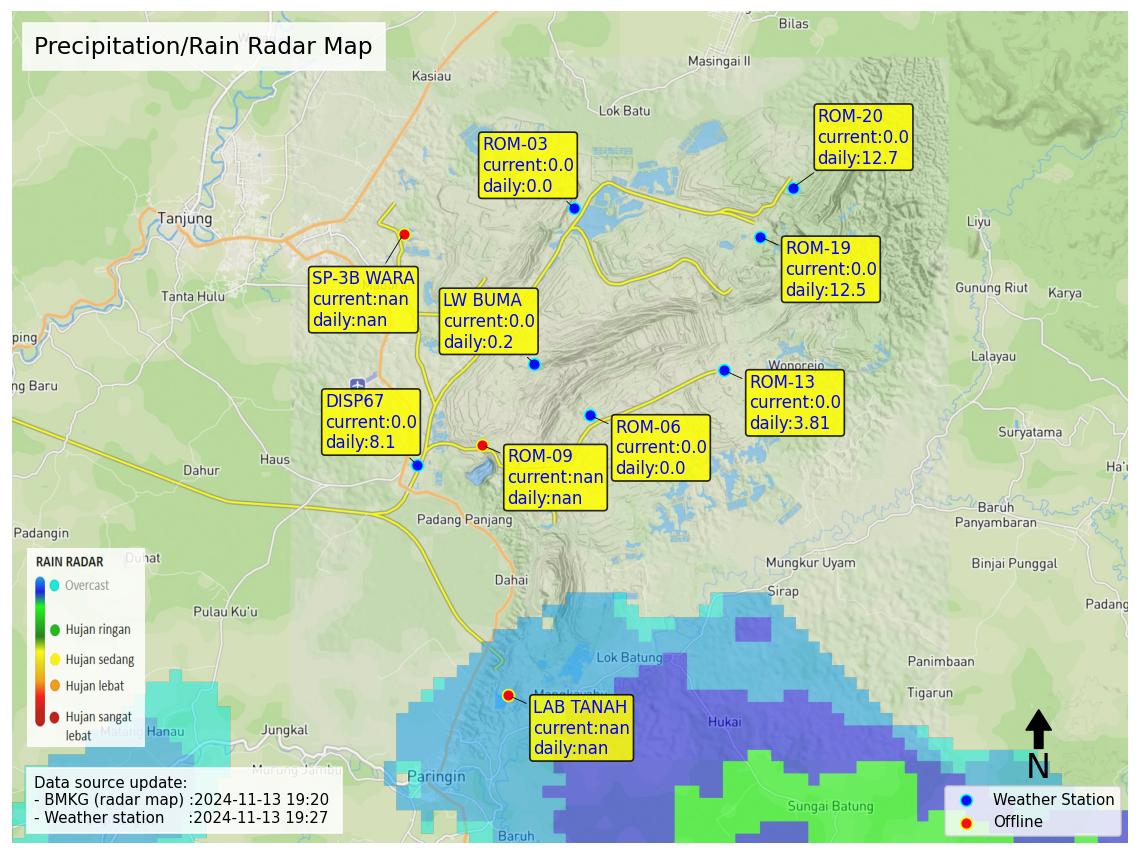 Precipitation/Rain Radar Map
Bilas
Masingai II
Kasiau
Lok Batu
ROM-20
current:0.0
daily:12.7
ROM-03
current:0.0
daily:0.0
Tanjung
Liyu
ROM-19
current:0.0
daily:12.5
SP-3B WARA
current:nan
daily:nan
Tanta Hulu
LW BUMA
current:0.0
daily:0.2
Gunung Riut
Karya
ping
Lalayau
ng Baru
Wonorejo
ROM-13
current:0.0
daily:3.81
DISP67
current:0.0
daily:8.1
ROM-06
current:0.0
daily:0.0
ROM-09
current:nan
daily:nan
Suryatama
Haus
Dahur
Ha'u
Baruh
Panyambaran
Padang Panjang
Padangin
Duhat
Mungkur Uyam
Binjai Punggal
Dahai
Sirap
Padang
Pulau Ku'u
RAIN RADAR
Overcast
Hujan ringan
Hujan sedang
Hujan lebat
Hujan sangat
lebat
Lok Batung
Panimbaan
Tigarun
LAB TANAH
current:nan
daily:nan
Hukai
Matang Hanau
Jungkal
Murung Jambu
Paringin
Sungai Batung
Baruh
N
Data source update:
- BMKG (radar map) :2024-11-13 19:20
- Weather station :2024-11-13 19:27
Weather Station
Offline